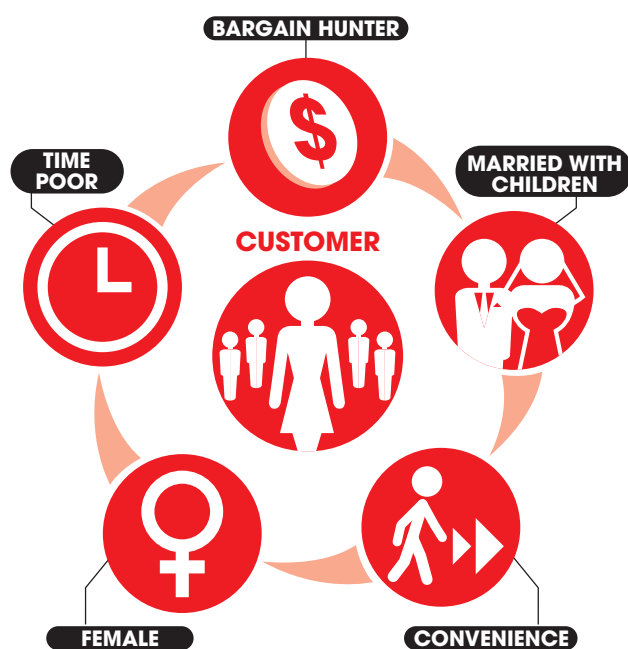 BARGAIN HUNTER
TIME
POOR
MARRIED WITH
CHILDREN
$
CUSTOMER
FEMALE
CONVENIENCE